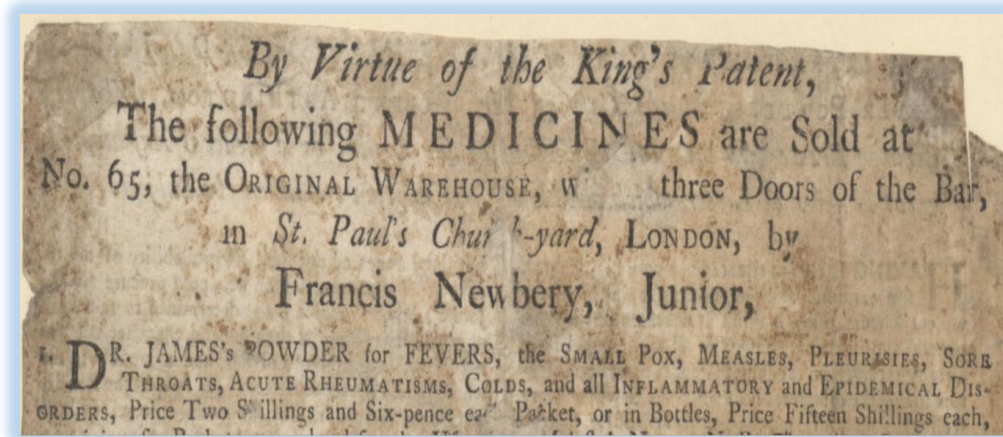 By Virtue of the King's Patent,
The following MEDICINES are Sold at
No. 65, the ORIGINAL WAREHOUSE, three Doors of the Bar,
in St. Paul's Church-yard, LONDON, by
Francis Newbery, Junior,
1. DR. JAMES's POWDER for FEVERS, the SMALL POX, MEASLES, PLEURISIES, SORE
THROATS, ACUTE RHEUMATISMS, COLDS, and all INFLAMMATORY and EPIDEMICAL DIS-
ORDERS, Price Two Shillings and Six-pence each Packet, or in Bottles, Price Fifteen Shillings each,